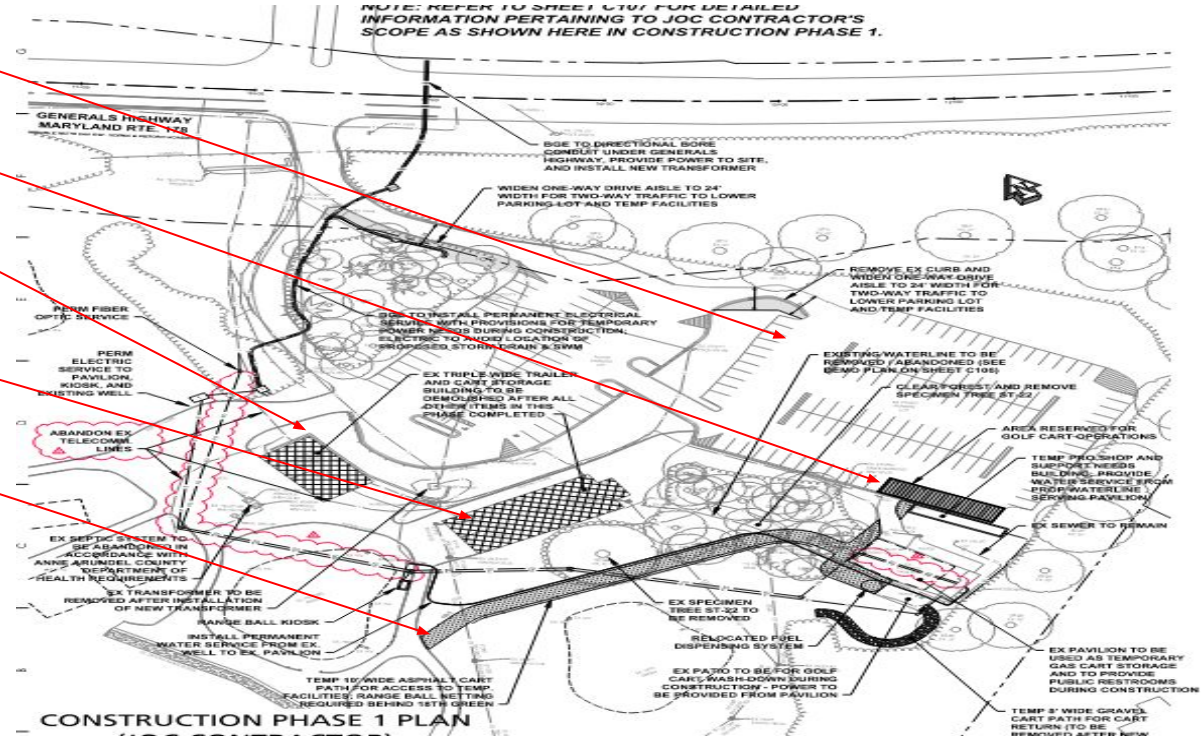 NOTE: REFER TO SHEET C107 FOR DETAILED
INFORMATION PERTAINING TO JOC CONTRACTOR'S
SCOPE AS SHOWN HERE IN CONSTRUCTION PHASE 1.
GENERALS HIGHWAY
MARYLAND RTE. 178
BGE TO DIRECTIONAL BORE
CONDUIT UNDER GENERALS
HIGHWAY, PROVIDE POWER TO SITE,
AND INSTALL NEW TRANSFORMER
WIDEN ONE-WAY DRIVE AISLE TO 24'
WIDTH FOR TWO-WAY TRAFFIC TO LOWER
PARKING LOT AND TEMP FACILITIES
REMOVE EX CURB AND
WIDEN ONE-WAY DRIVE
AISLE TO 24' WIDTH FOR
TWO-WAY TRAFFIC TO
LOWER PARKING LOT
AND TEMP FACILITIES
PERM FIBER
OPTIC SERVICE
BGE TO INSTALL PERMANENT ELECTRICAL
SERVICE WITH PROVISIONS FOR TEMPORARY
POWER NEEDS DURING CONSTRUCTION;
ELECTRIC TO AVOID LOCATION OF
PROPOSED STORM DRAIN & SWM
PERM
ELECTRIC
SERVICE TO
PAVILION,
KIOSK, AND
EXISTING WELL
EXISTING WATERLINE TO BE
REMOVED / ABANDONED (SEE
DEMO PLAN ON SHEET C106)
EX TRIPLE WIDE TRAILER
AND CART STORAGE
BUILDING TO BE
DEMOLISHED AFTER ALL
OTHER ITEMS IN THIS
PHASE COMPLETED
CLEAR FOREST AND REMOVE
SPECIMEN TREE ST-22
ABANDON EX
TELECOMM.
LINES
AREA RESERVED FOR
GOLF CART OPERATIONS
TEMP PRO SHOP AND
SUPPORT NEEDS
BUILDING; PROVIDE
WATER SERVICE FROM
PROP WATERLINE
SERVING PAVILION
EX SEWER TO REMAIN
EX SEPTIC SYSTEM TO
BE ABANDONED IN
ACCORDANCE WITH
ANNE ARUNDEL COUNTY
DEPARTMENT OF
HEALTH REQUIREMENTS
EX TRANSFORMER TO BE
REMOVED AFTER INSTALLATION
OF NEW TRANSFORMER
RANGE BALL KIOSK
INSTALL PERMANENT
WATER SERVICE FROM EX.
WELL TO EX. PAVILION
EX SPECIMEN
TREE ST-22 TO
BE REMOVED
RELOCATED FUEL
DISPENSING SYSTEM
TEMP 10' WIDE ASPHALT CART
PATH FOR ACCESS TO TEMP
FACILITIES; RANGE BALL NETTING
REQUIRED BEHIND 18TH GREEN
EX PATIO TO BE FOR GOLF
CART WASH-DOWN DURING
CONSTRUCTION - POWER TO
BE PROVIDED FROM PAVILION
EX PAVILION TO BE
USED AS TEMPORARY
GAS CART STORAGE
AND TO PROVIDE
PUBLIC RESTROOMS
DURING CONSTRUCTION
TEMP 8' WIDE GRAVEL
CART PATH FOR CART
RETURN (TO BE
REMOVED AFTER NEW
CONSTRUCTION PHASE 1 PLAN
(JOC CONTRACTOR)